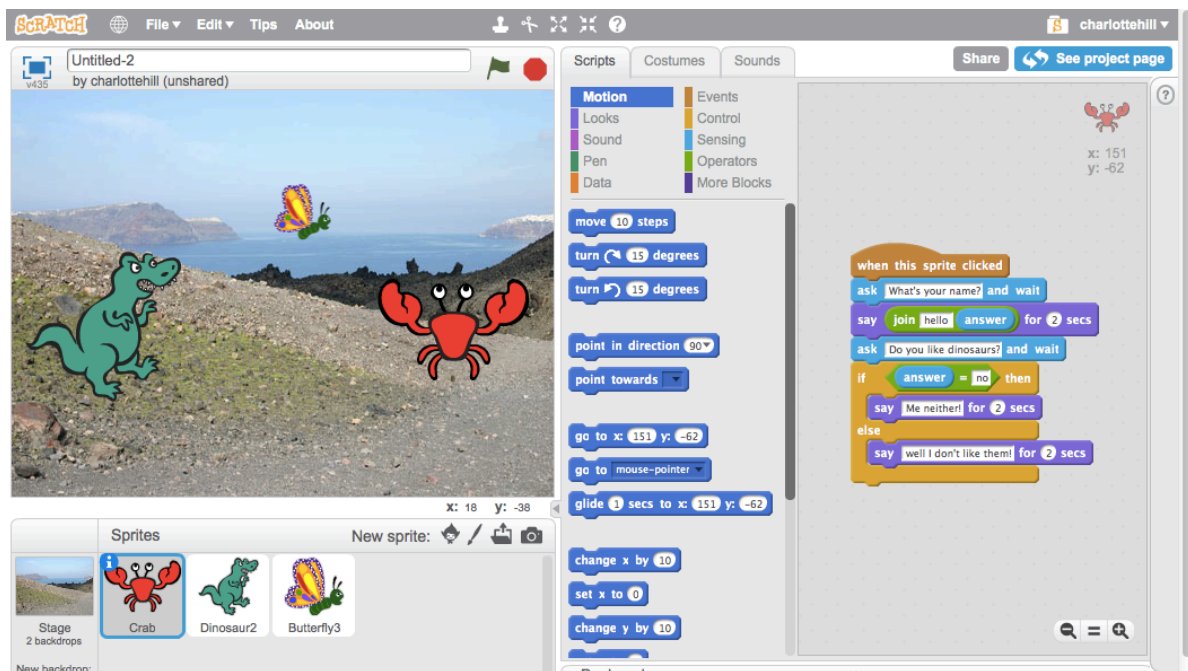 SCRATCH File Edit Tips About charlottehill
Untitled-2
by charlottehill (unshared)
v435
Scripts Costumes Sounds Share See project page
Motion Events
Looks Control
Sound Sensing
Pen Operators
Data More Blocks
move 10 steps
turn 15 degrees
turn 15 degrees
point in direction 90
point towards
go to x: 151 y: -62
go to mouse-pointer
glide 1 secs to x: 151 y: -62
change x by 10
set x to 0
change y by 10
x: 151
y: -62
when this sprite clicked
ask What's your name? and wait
say join hello answer for 2 secs
ask Do you like dinosaurs? and wait
if answer = no then
say Me neither! for 2 secs
else
say well I don't like them! for 2 secs
x: 18 y: -38
Sprites New sprite:
Stage
2 backdrops
New backdrop:
Crab Dinosaur2 Butterfly3